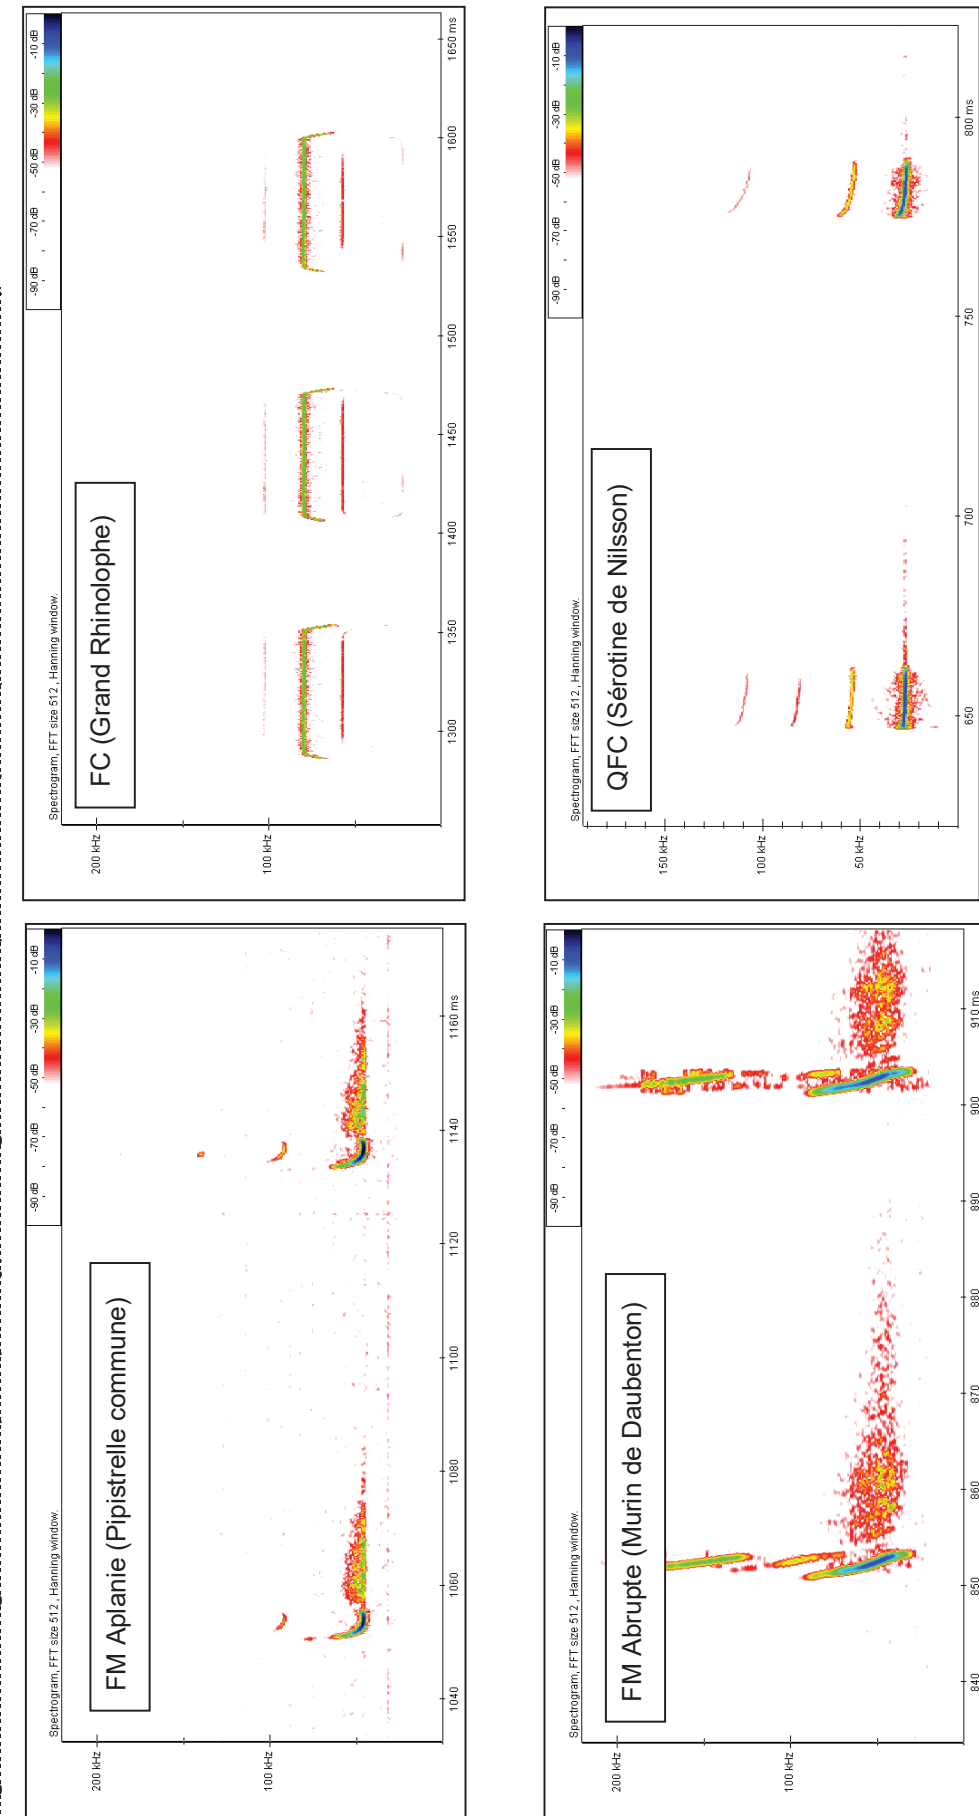 Spectrogram, FFT size 512, Hanning window.
-90 dB -70 dB -50 dB -30 dB -10 dB
FM Aplanie (Pipistrelle commune)
200 kHz
100 kHz
1040 1060 1080 1100 1120 1140 1160 ms
Spectrogram, FFT size 512, Hanning window.
-90 dB -70 dB -50 dB -30 dB -10 dB
FC (Grand Rhinolophe)
200 kHz
100 kHz
1300 1350 1400 1450 1500 1550 1600 1650 ms
Spectrogram, FFT size 512, Hanning window.
-90 dB -70 dB -50 dB -30 dB -10 dB
FM Abrupte (Murin de Daubenton)
200 kHz
100 kHz
840 850 860 870 880 890 900 910 ms
Spectrogram, FFT size 512, Hanning window.
-90 dB -70 dB -50 dB -30 dB -10 dB
QFC (Sérotine de Nilsson)
150 kHz
100 kHz
50 kHz
650 700 750 800 ms